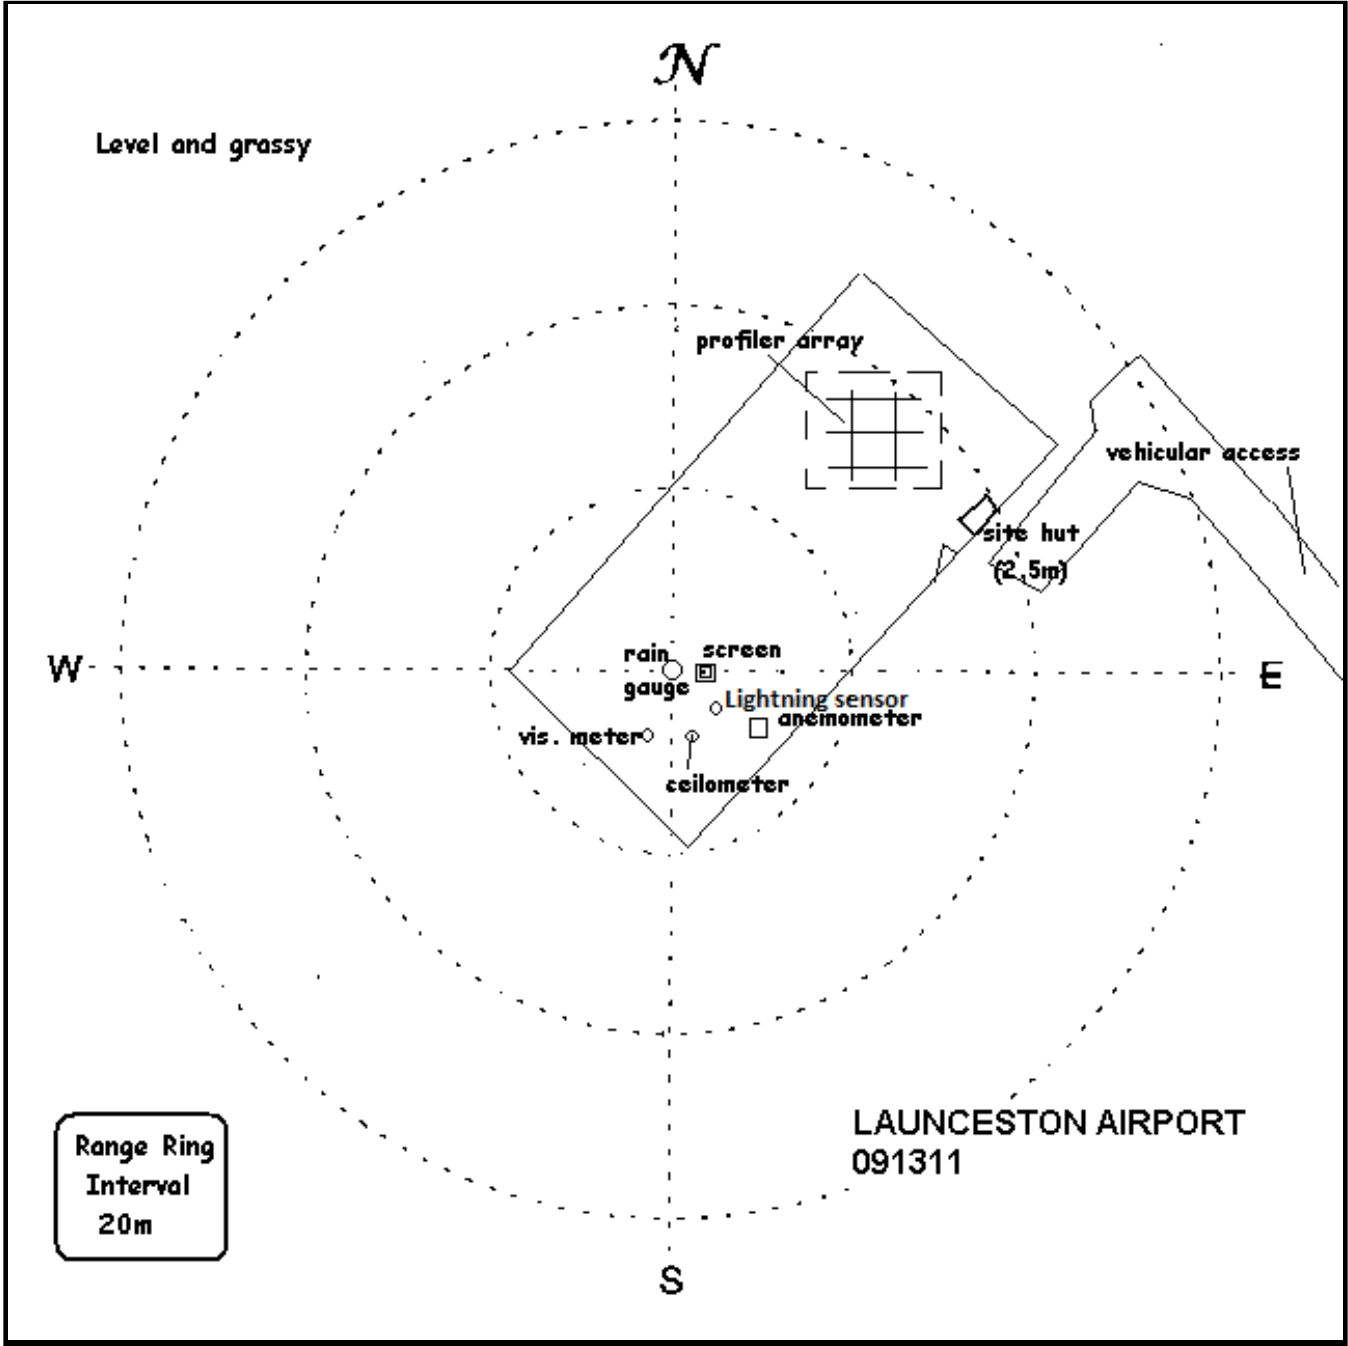 N
Level and grassy
profiler array
vehicular access
site hut
(2.5m)
W
rain
gauge
screen
E
Lightning sensor
anemometer
vis. meter
ceilometer
LAUNCESTON AIRPORT
091311
Range Ring
Interval
20m
S